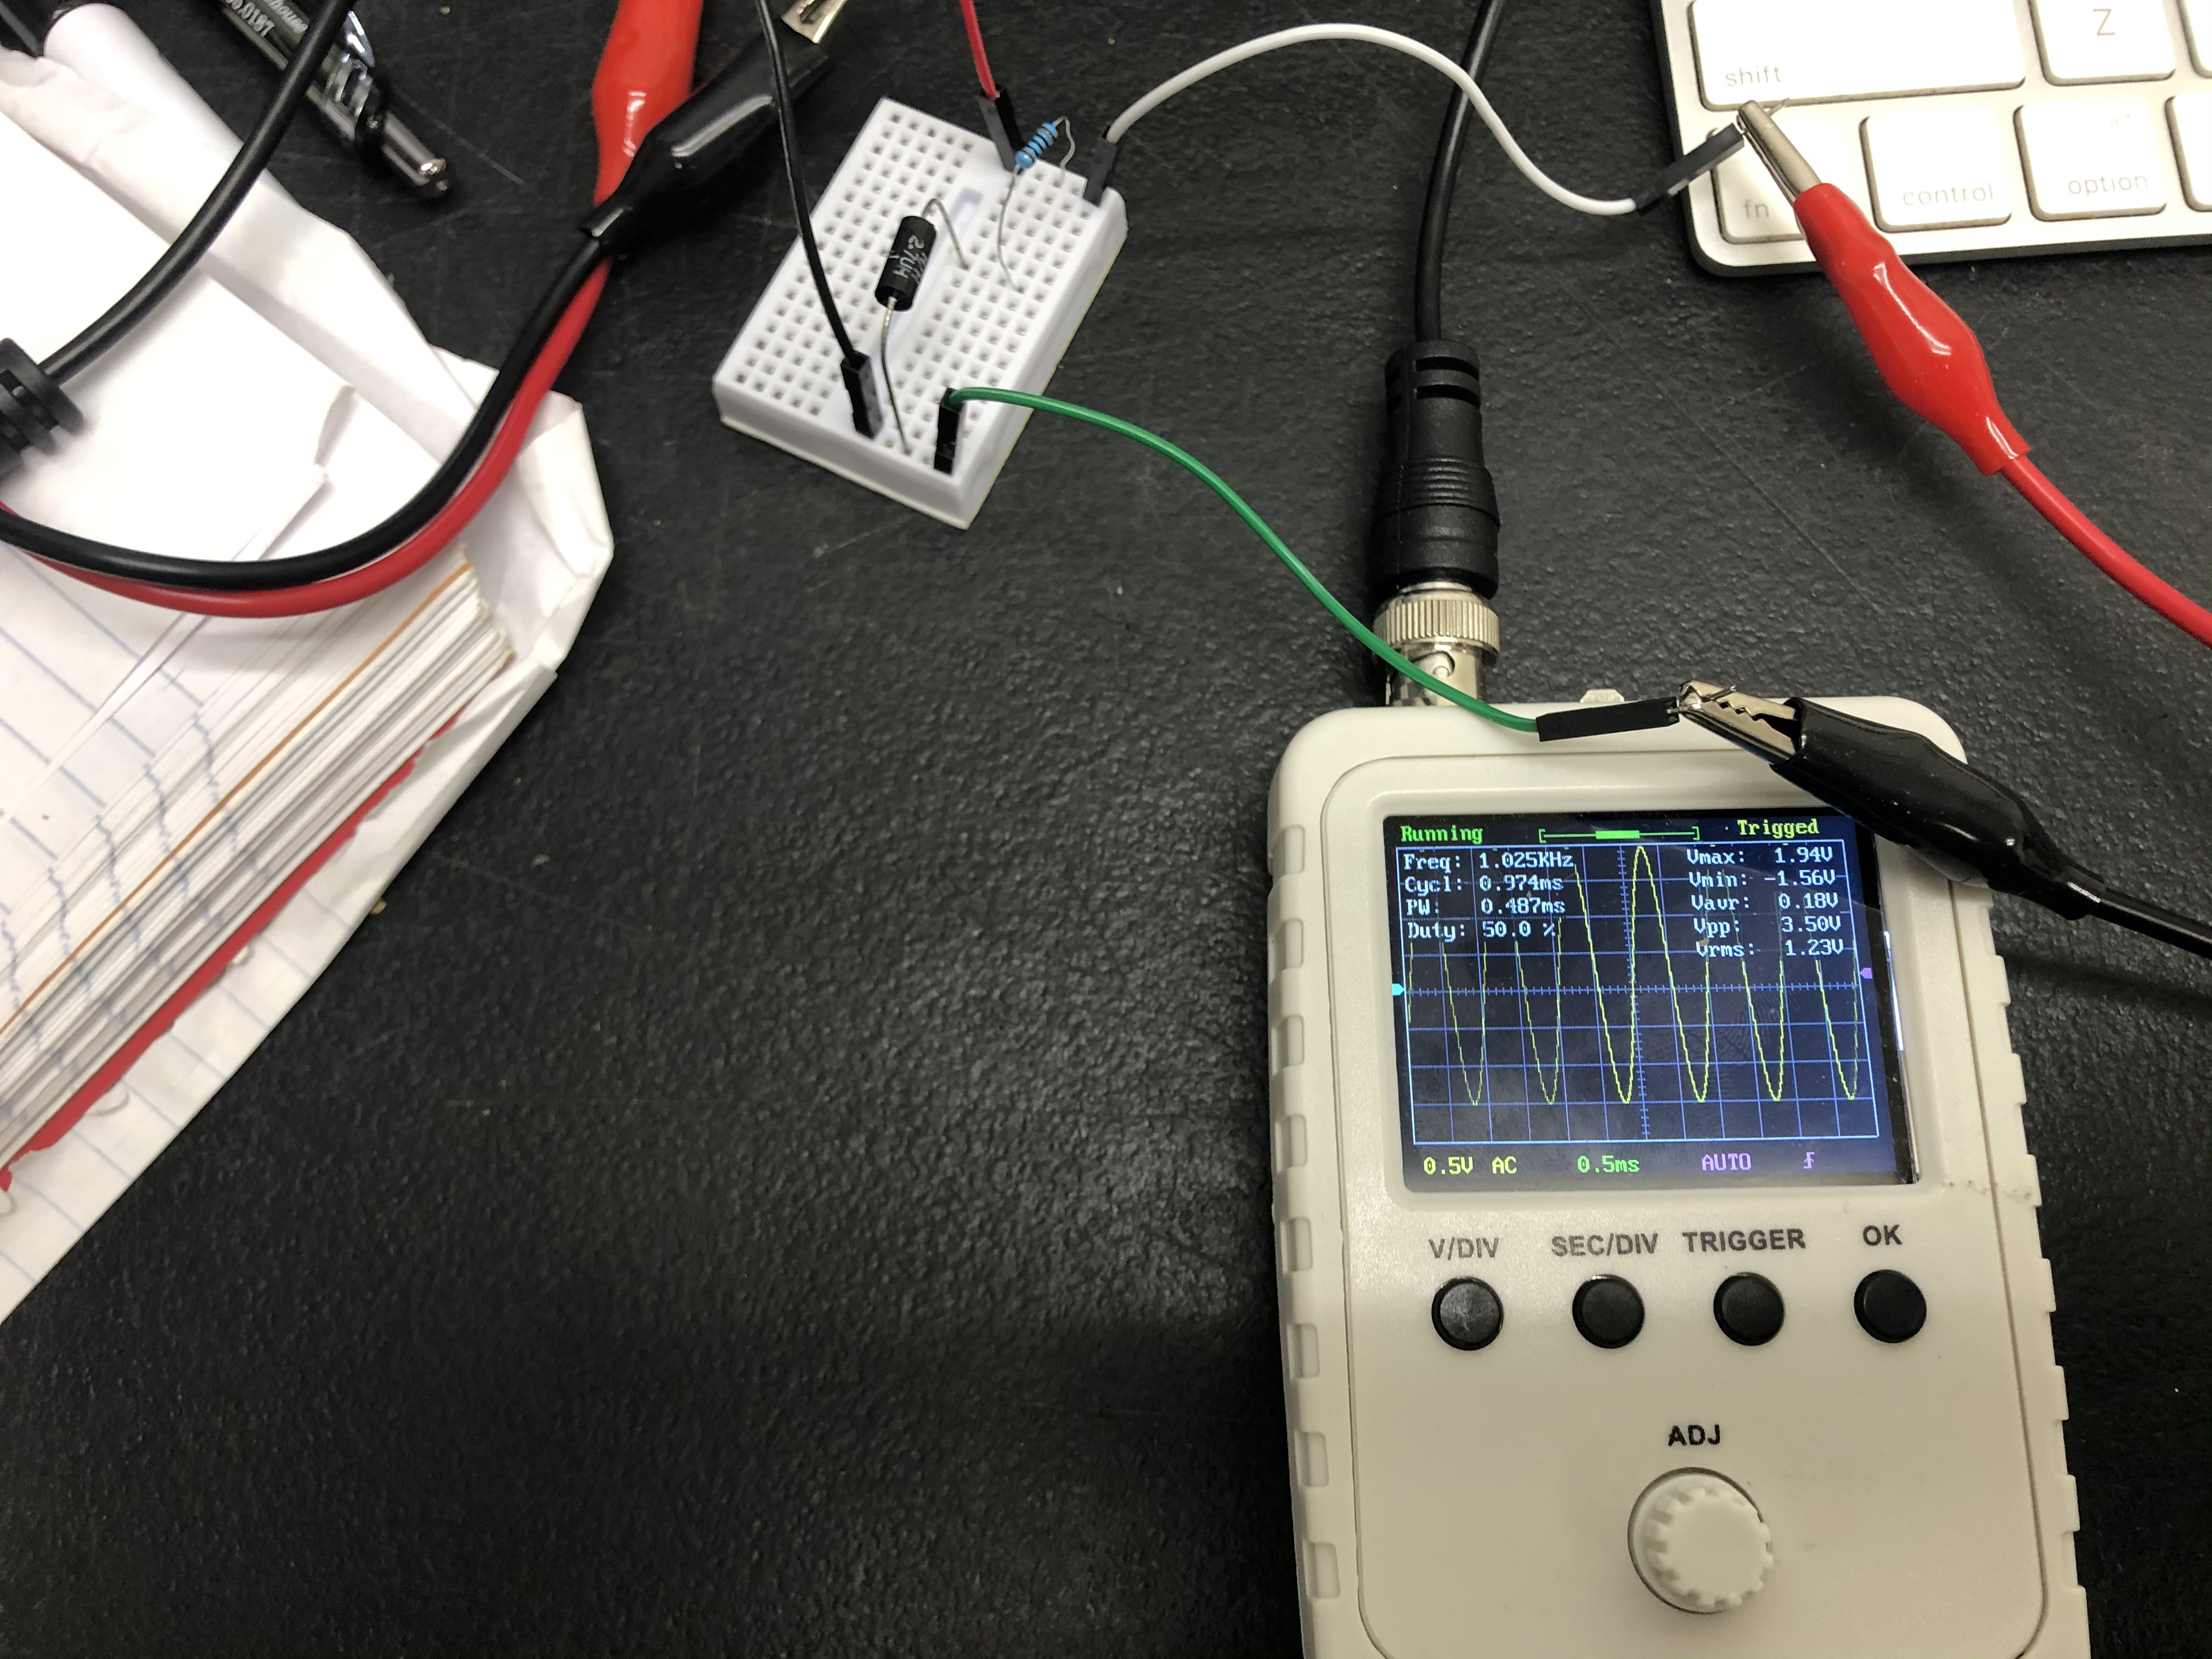 shift
Z
fn
control
option
Running
Trigged
Freq: 1.025KHz
Cycl: 0.974ms
PW: 0.487ms
Duty: 50.0 %
Vmax: 1.94V
Vmin: -1.56V
Vavr: 0.18V
Vpp: 3.50V
Vrms: 1.23V
0.5V AC 0.5ms AUTO
V/DIV SEC/DIV TRIGGER OK
ADJ